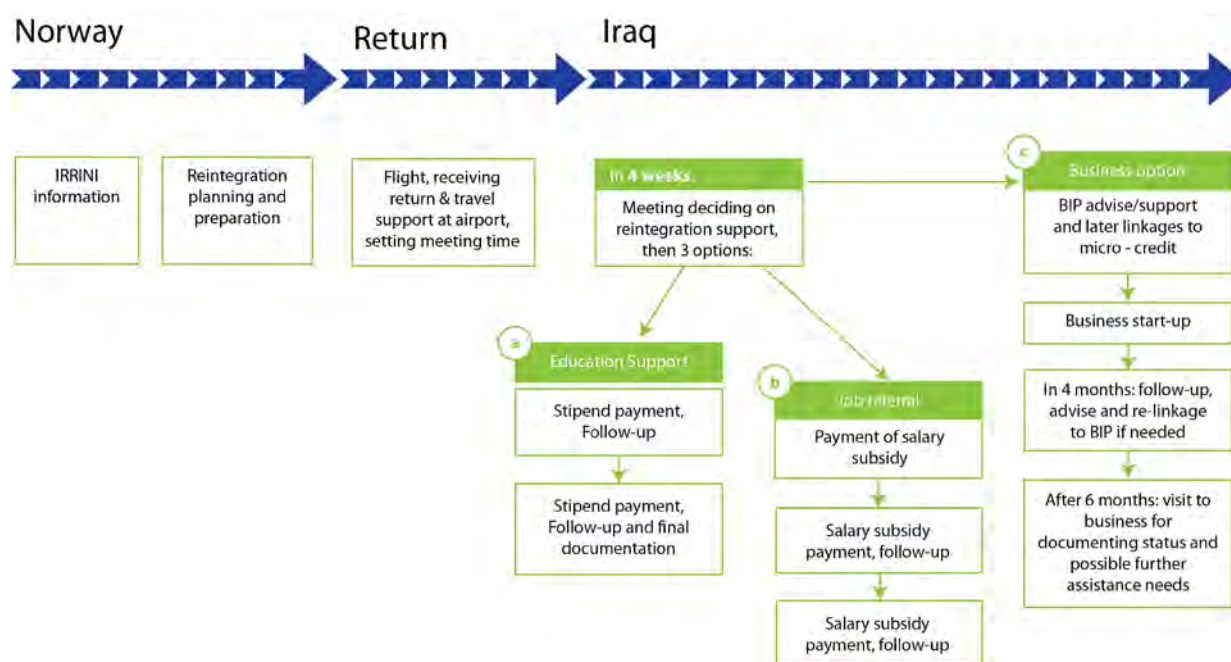 Norway
Return
Iraq
IRRINI
information
Reintegration
planning and
preparation
Flight, receiving
return & travel
support at airport,
setting meeting time
In 4 weeks:
Meeting deciding on
reintegration support,
then 3 options:
a
Education Support
Stipend payment,
Follow-up
Stipend payment,
Follow-up and final
documentation
b
Job referral
Payment of salary
subsidy
Salary subsidy
payment, follow-up
Salary subsidy
payment, follow-up
c
Business option
BIP advise/support
and later linkages to
micro - credit
Business start-up
In 4 months: follow-up,
advise and re-linkage
to BIP if needed
After 6 months: visit to
business for
documenting status and
possible further
assistance needs